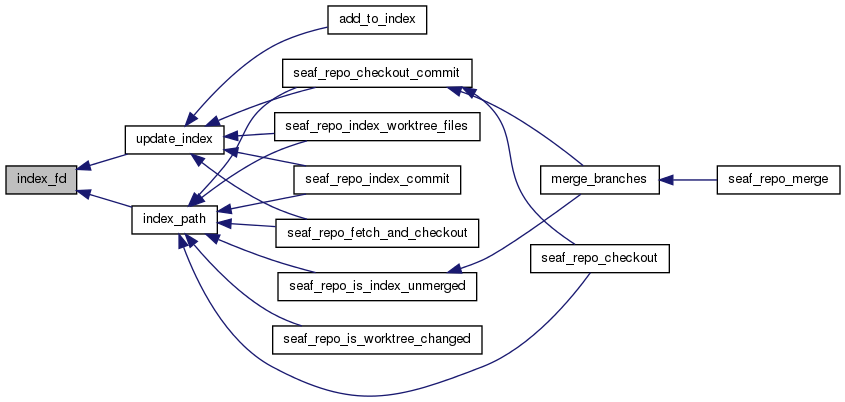 add_to_index
seaf_repo_checkout_commit
seaf_repo_index_worktree_files
update_index
index_fd
seaf_repo_index_commit
merge_branches
seaf_repo_merge
index_path
seaf_repo_fetch_and_checkout
seaf_repo_checkout
seaf_repo_is_index_unmerged
seaf_repo_is_worktree_changed